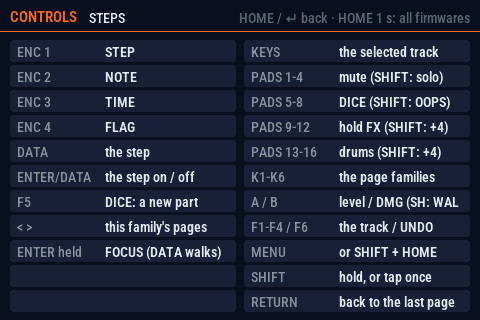 CONTROLS STEPS HOME / ↵ back · HOME 1 s: all firmwares
ENC 1 STEP
ENC 2 NOTE
ENC 3 TIME
ENC 4 FLAG
DATA the step
ENTER/DATA the step on / off
F5 DICE: a new part
< > this family's pages
ENTER held FOCUS (DATA walks)
KEYS the selected track
PADS 1-4 mute (SHIFT: solo)
PADS 5-8 DICE (SHIFT: OOPS)
PADS 9-12 hold FX (SHIFT: +4)
PADS 13-16 drums (SHIFT: +4)
K1-K6 the page families
A / B level / DMG (SH: WAL
F1-F4 / F6 the track / UNDO
MENU or SHIFT + HOME
SHIFT hold, or tap once
RETURN back to the last page